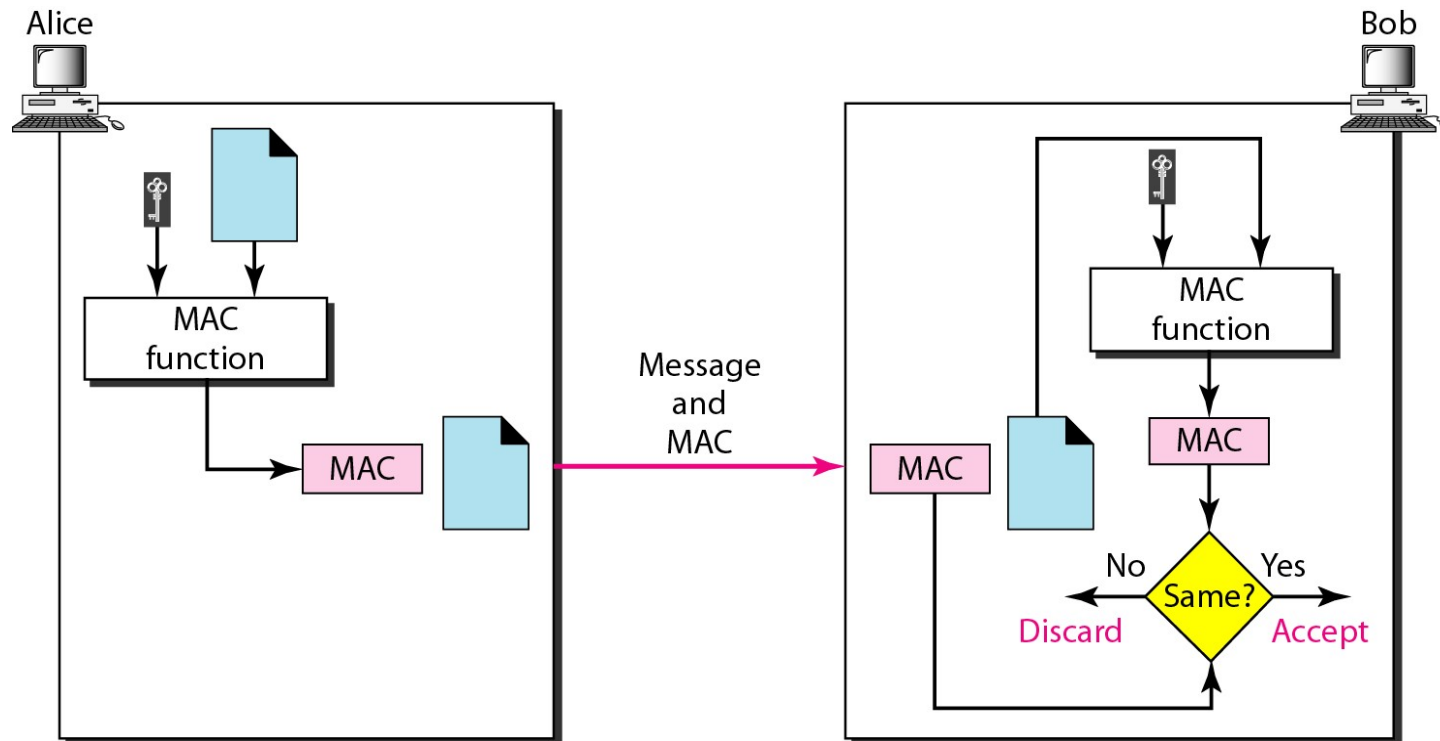 Alice
Bob
MAC
function
MAC
Message
and
MAC
MAC
function
MAC
MAC
No
Yes
Same?
Discard
Accept